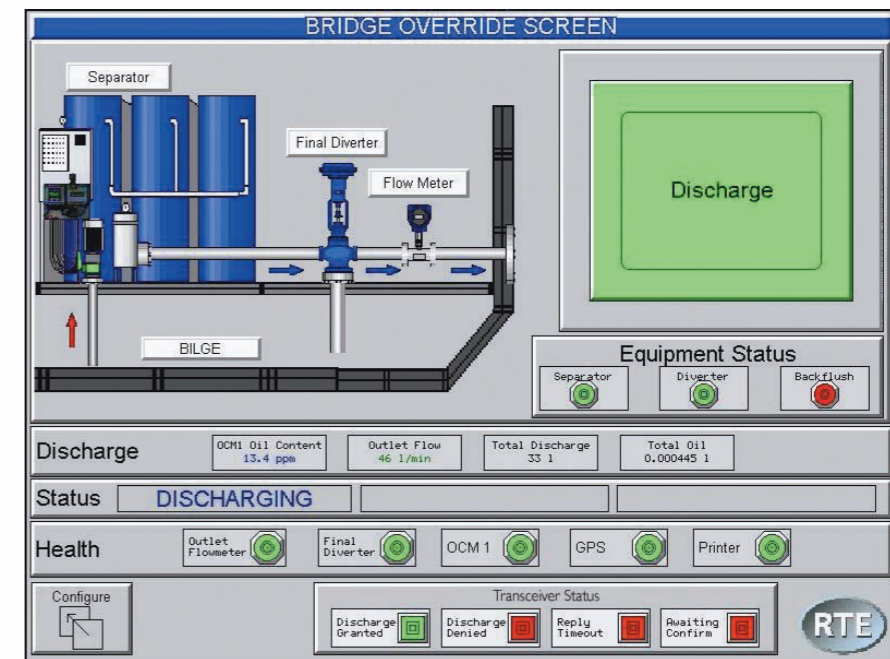 BRIDGE OVERRIDE SCREEN
Separator
Final Diverter
Flow Meter
BILGE
Discharge
Equipment Status
Separator
Diverter
Backflush
Discharge
OCM1 Oil Content
13.4 ppm
Outlet Flow
46 l/min
Total Discharge
33 l
Total Oil
0.000445 l
Status
DISCHARGING
Health
Outlet
Flowmeter
Final
Diverter
OCM 1
GPS
Printer
Configure
Transceiver Status
Discharge
Granted
Discharge
Denied
Reply
Timeout
Awaiting
Confirm
RTE